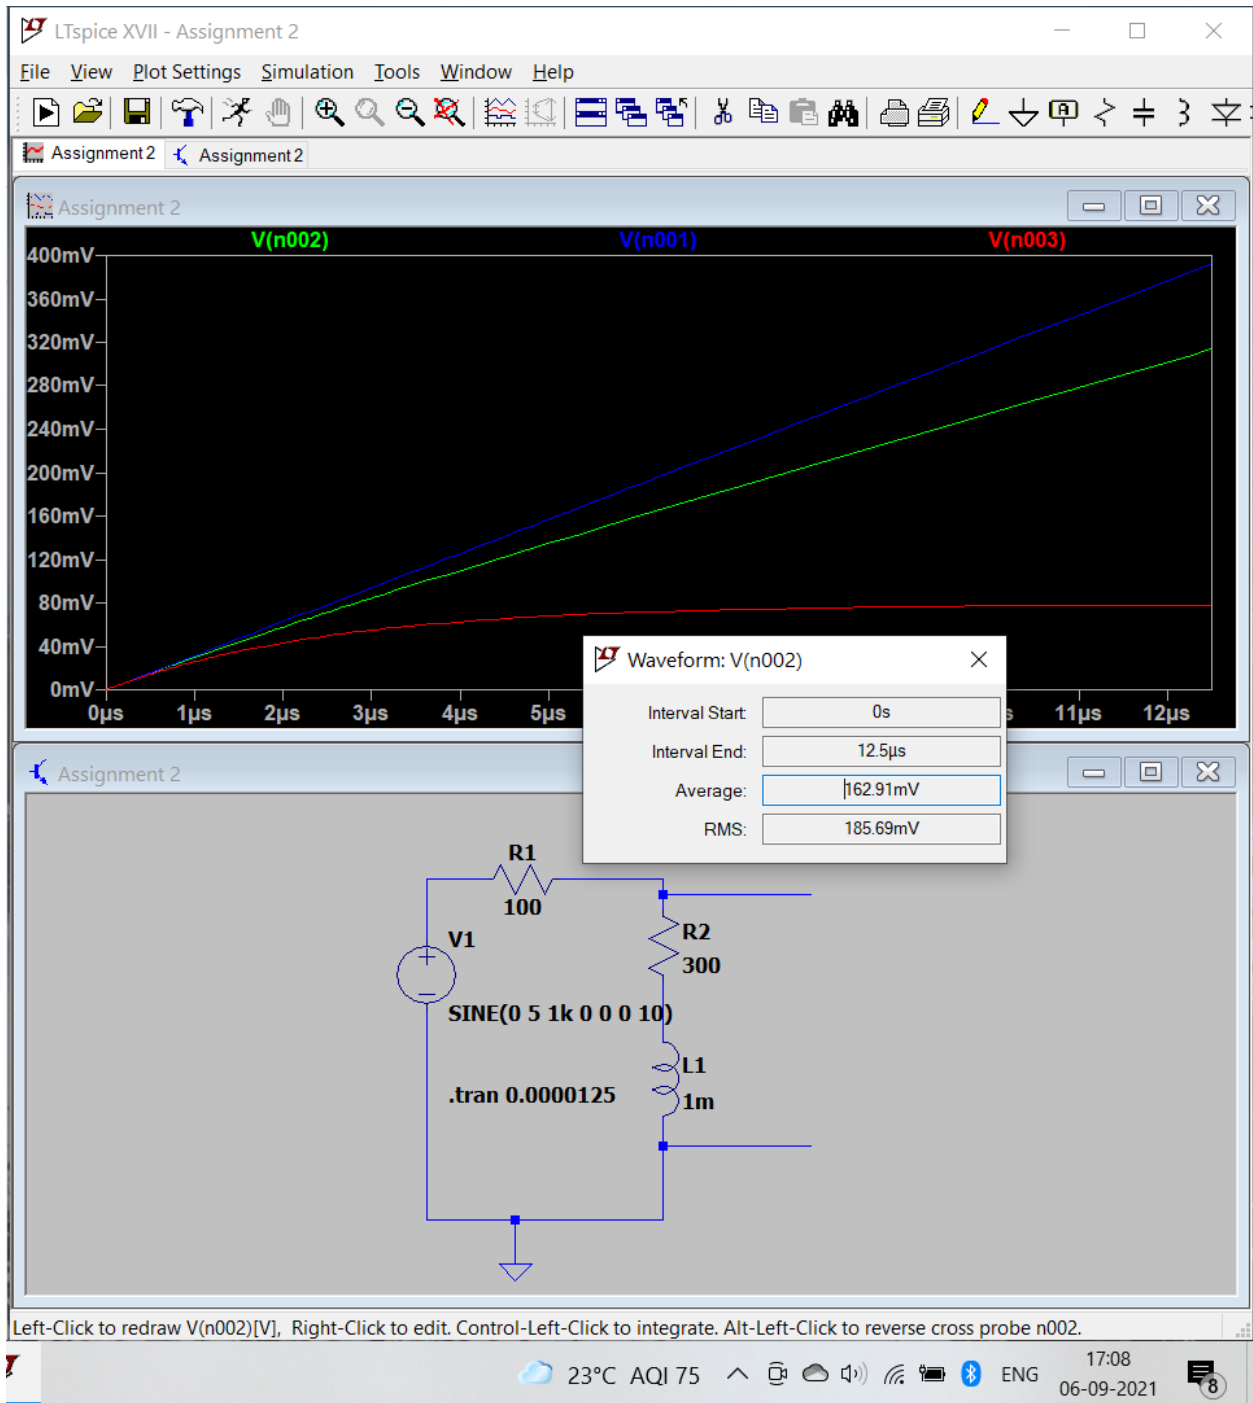 LTspice XVII - Assignment 2
File View Plot Settings Simulation Tools Window Help
Assignment 2 Assignment 2
Assignment 2
V(n002) V(n001) V(n003)
400mV
360mV
320mV
280mV
240mV
200mV
160mV
120mV
80mV
40mV
0mV
0µs 1µs 2µs 3µs 4µs 5µs s 11µs 12µs
Waveform: V(n002)
Interval Start: 0s
Interval End: 12.5µs
Average: 162.91mV
RMS: 185.69mV
Assignment 2
R1
100
V1
R2
300
SINE(0 5 1k 0 0 0 10)
L1
.tran 0.0000125
1m
Left-Click to redraw V(n002)[V], Right-Click to edit. Control-Left-Click to integrate. Alt-Left-Click to reverse cross probe n002.
23°C AQI 75 ENG
17:08
06-09-2021
8